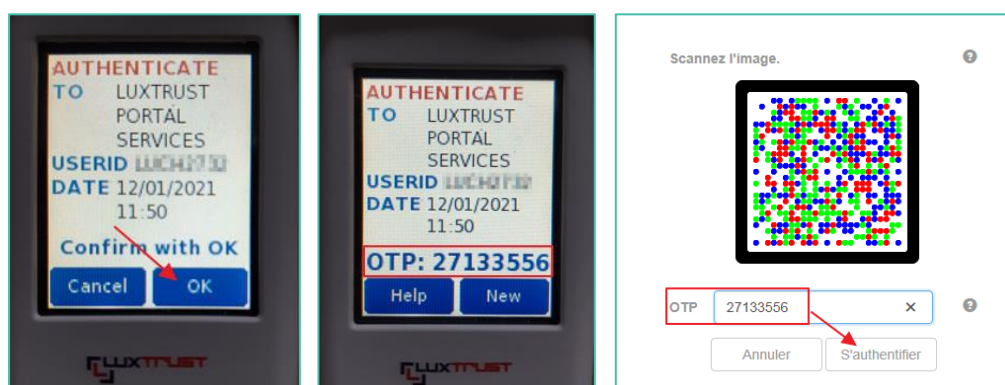 AUTHENTICATE
TO LUXTRUST
PORTAL
SERVICES
USERID
DATE 12/01/2021
11:50
Confirm with OK
Cancel OK
LUXTRUST
AUTHENTICATE
TO LUXTRUST
PORTAL
SERVICES
USERID
DATE 12/01/2021
11:50
OTP: 27133556
Help New
LUXTRUST
Scannez l'image. ?
OTP 27133556 × ?
Annuler S'authentifier